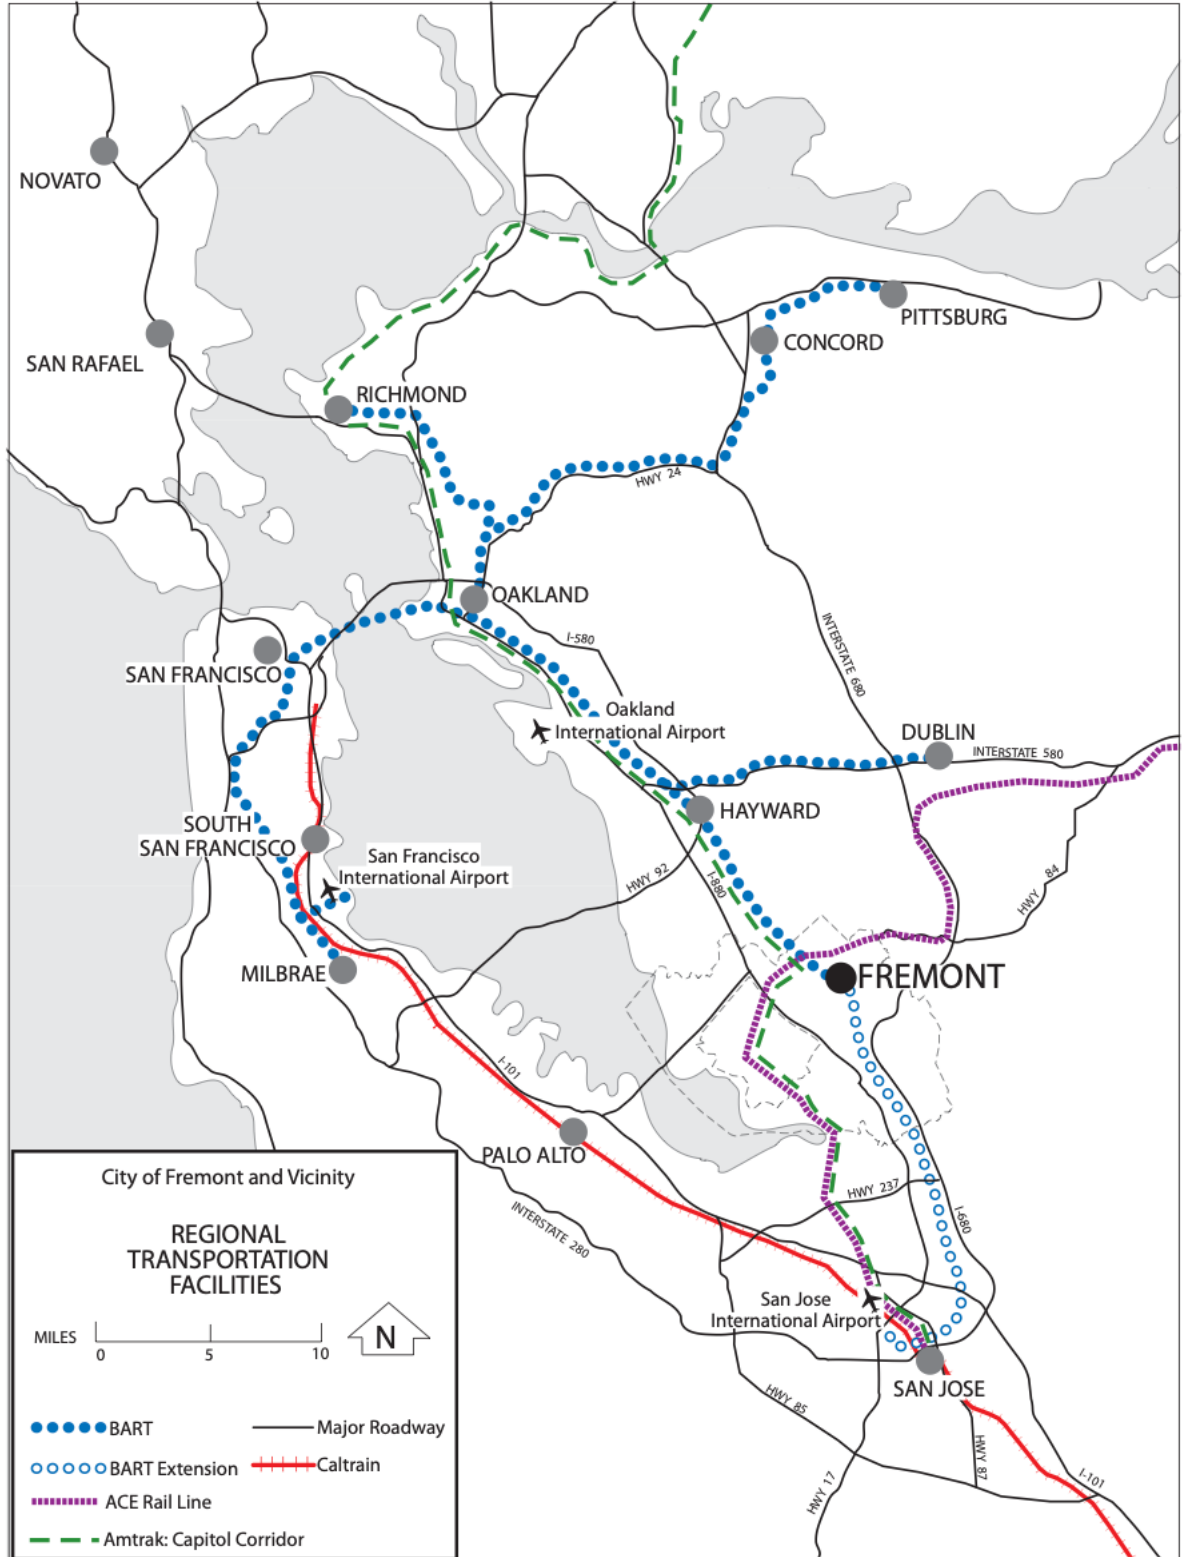 NOVATO
PITTSBURG
CONCORD
SAN RAFAEL
RICHMOND
HWY 24
OAKLAND
I-580
INTERSTATE 680
SAN FRANCISCO
Oakland
International Airport
DUBLIN
INTERSTATE 580
HAYWARD
SOUTH
SAN FRANCISCO
San Francisco
International Airport
HWY 92
I-880
HWY 84
MILBRAE
FREMONT
I-101
PALO ALTO
HWY 237
I-680
INTERSTATE 280
San Jose
International Airport
SAN JOSE
HWY 85
HWY 87
I-101
HWY 17
City of Fremont and Vicinity
REGIONAL
TRANSPORTATION
FACILITIES
MILES
0 5 10
N
BART
Major Roadway
BART Extension
Caltrain
ACE Rail Line
Amtrak: Capitol Corridor